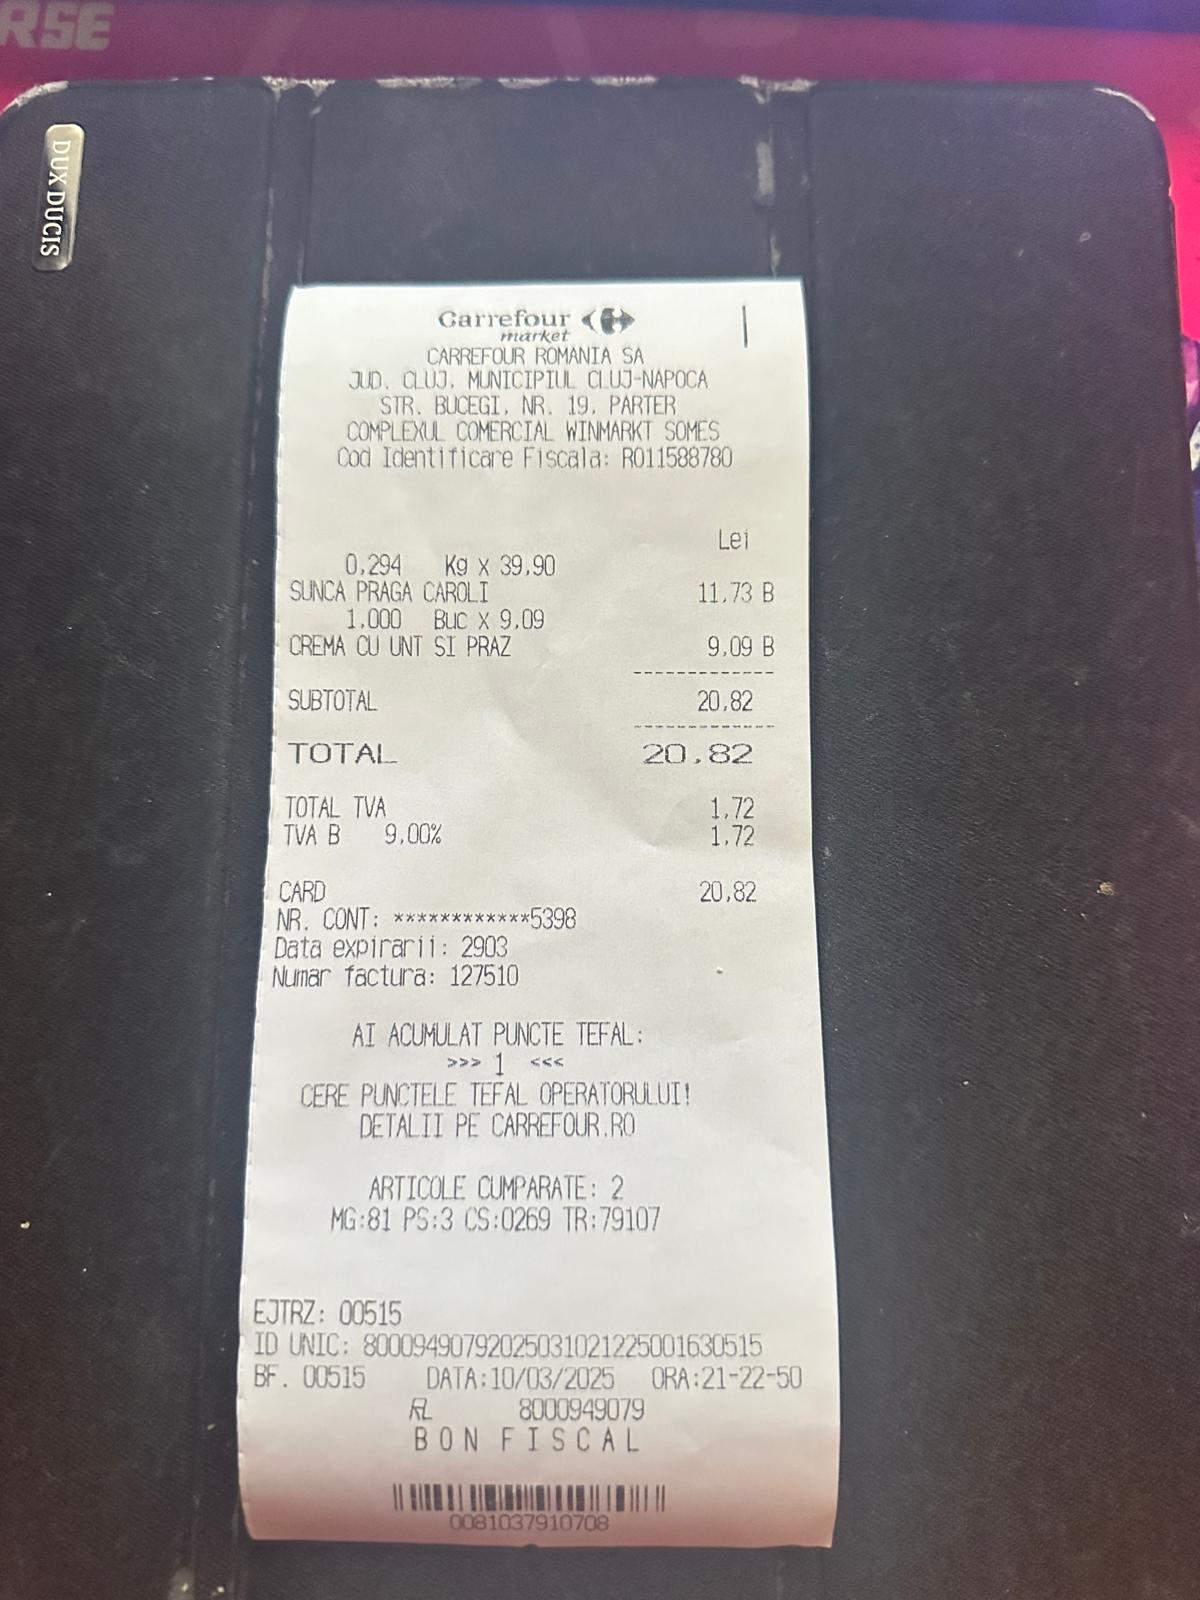 RSE
DUX DUCIS
Carrefour
market
CARREFOUR ROMANIA SA
JUD. CLUJ, MUNICIPIUL CLUJ-NAPOCA
STR. BUCEGI, NR. 19, PARTER
COMPLEXUL COMERCIAL WINMARKT SOMES
Cod Identificare Fiscala: RO11588780
Lei
0,294 Kg x 39,90
SUNCA PRAGA CAROLI 11,73 B
1,000 Buc x 9,09
CREMA CU UNT SI PRAZ 9,09 B
------------
SUBTOTAL 20,82
------------
TOTAL 20,82
TOTAL TVA 1,72
TVA B 9,00% 1,72
CARD 20,82
NR. CONT: ************5398
Data expirarii: 2903
Numar factura: 127510
AI ACUMULAT PUNCTE TEFAL:
>>> 1 <<<
CERE PUNCTELE TEFAL OPERATORULUI!
DETALII PE CARREFOUR.RO
ARTICOLE CUMPARATE: 2
MG:81 PS:3 CS:0269 TR:79107
EJTRZ: 00515
ID UNIC: 8000949079202503102122500163​0515
BF. 00515 DATA:10/03/2025 ORA:21-22-50
RL 8000949079
BON FISCAL
0081037910708